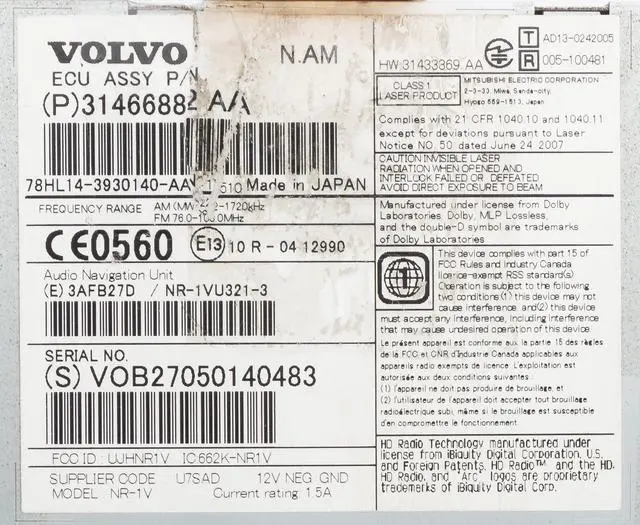 VOLVO N.AM
ECU ASSY P/N
(P)31466882 AA
78HL14-3930140-AA 1510 Made in JAPAN
FREQUENCY RANGE AM (MW) -1720kHz
FM 76.0- .0MHz
CE0560 E13 10 R - 04 12990
Audio Navigation Unit
(E) 3AFB27D / NR-1VU321-3
SERIAL NO.
(S) VOB27050140483
FCC ID UJHNR1V IC:662K-NR1V
SUPPLIER CODE U7SAD 12V NEG GND
MODEL NR-1V Current rating 1.5A
HW:31433369 AA
T AD13-0242005
R 005-100481
CLASS 1
LASER PRODUCT
MITSUBISHI ELECTRIC CORPORATION
2-3-33, Miwa, Sanda-city,
Hyogo 669-1513, Japan
Complies with 21 CFR 1040.10 and 1040.11
except for deviations pursuant to Laser
Notice NO. 50 dated June 24 2007
CAUTION INVISIBLE LASER
RADIATION WHEN OPENED AND
INTERLOCK FAILED OR DEFEATED
AVOID DIRECT EXPOSURE TO BEAM
Manufactured under license from Dolby
Laboratories. Dolby, MLP Lossless,
and the double-D symbol are trademarks
of Dolby Laboratories
1
This device complies with part 15 of
FCC Rules and Industry Canada
licence-exempt RSS standard(s)
Operation is subject to the following
two conditions:(1) this device may not
cause interference and(2) this device
must accept any interference, including interference
that may cause undesired operation of this device.
Le présent appareil est conforme aux la partie 15 des règles
de la FCC et CNR d'Industrie Canada applicables aux
appareils radio exempts de licence. L'exploitation est
autorisée aux deux conditions suivantes :
(1) l'appareil ne doit pas produire de brouillage, et
(2) l'utilisateur de l'appareil doit accepter tout brouillage
radioélectrique subi, même si le brouillage est susceptible
d'en compromettre le fonctionnement.
HD Radio Technology manufactured under
license from iBiquity Digital Corporation, U.S.
and Foreign Patents. HD Radio™ and the HD,
HD Radio, and "Arc" logos are proprietary
trademarks of iBiquity Digital Corp.